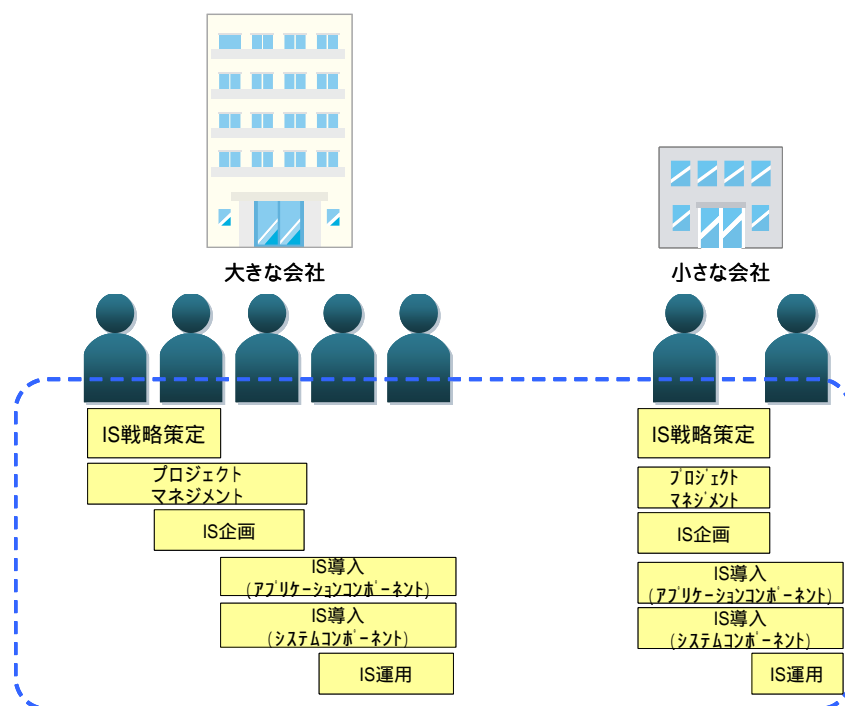 大きな会社
小さな会社
IS戦略策定
プロジェクト
マネジメント
IS企画
IS導入
(アプリケーションコンポーネント)
IS導入
(システムコンポーネント)
IS運用
IS戦略策定
プロジェクト
マネジメント
IS企画
IS導入
(アプリケーションコンポーネント)
IS導入
(システムコンポーネント)
IS運用